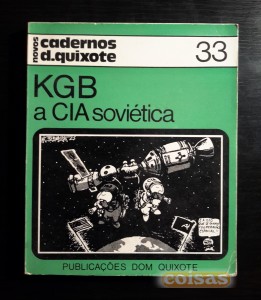 novos
cadernos
d.quixote
33
KGB
a CIA soviética
PUBLICAÇÕES DOM QUIXOTE
coisas